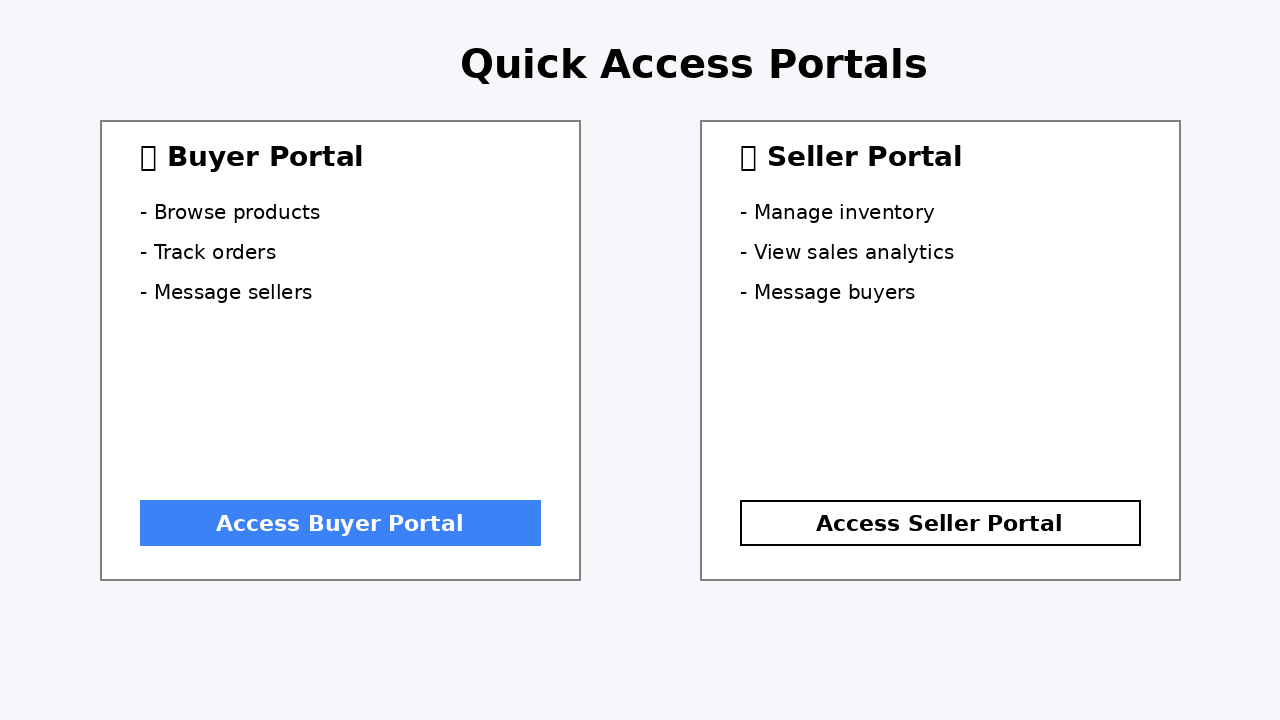 Quick Access Portals
Buyer Portal
- Browse products
- Track orders
- Message sellers
Access Buyer Portal
Seller Portal
- Manage inventory
- View sales analytics
- Message buyers
Access Seller Portal